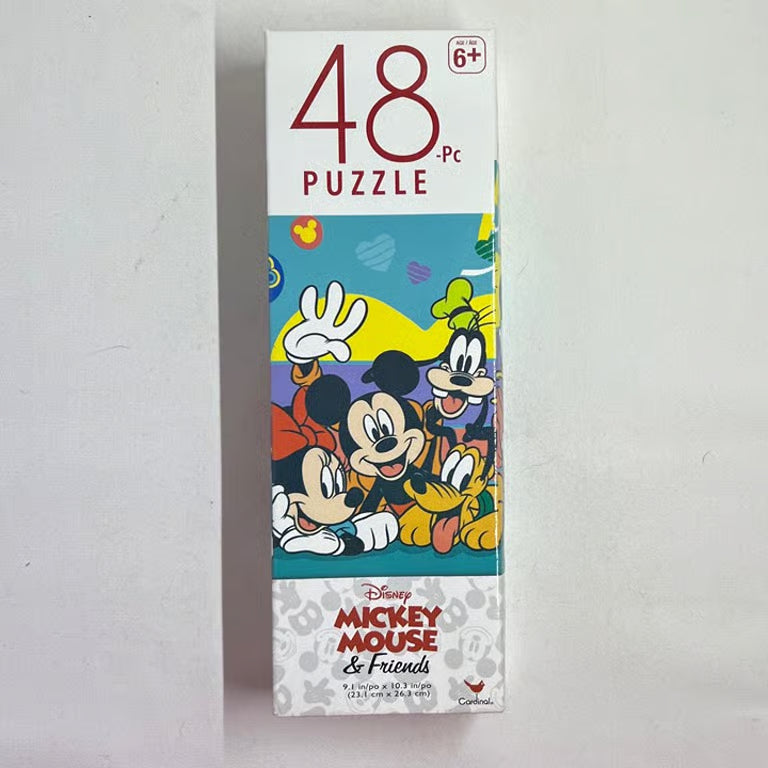 48
-Pc
PUZZLE
AGE / ÂGE
6+
Disney
MICKEY
MOUSE
& Friends
9.1 in/po x 10.3 in/po
(23.1 cm x 26.3 cm)
Cardinal®